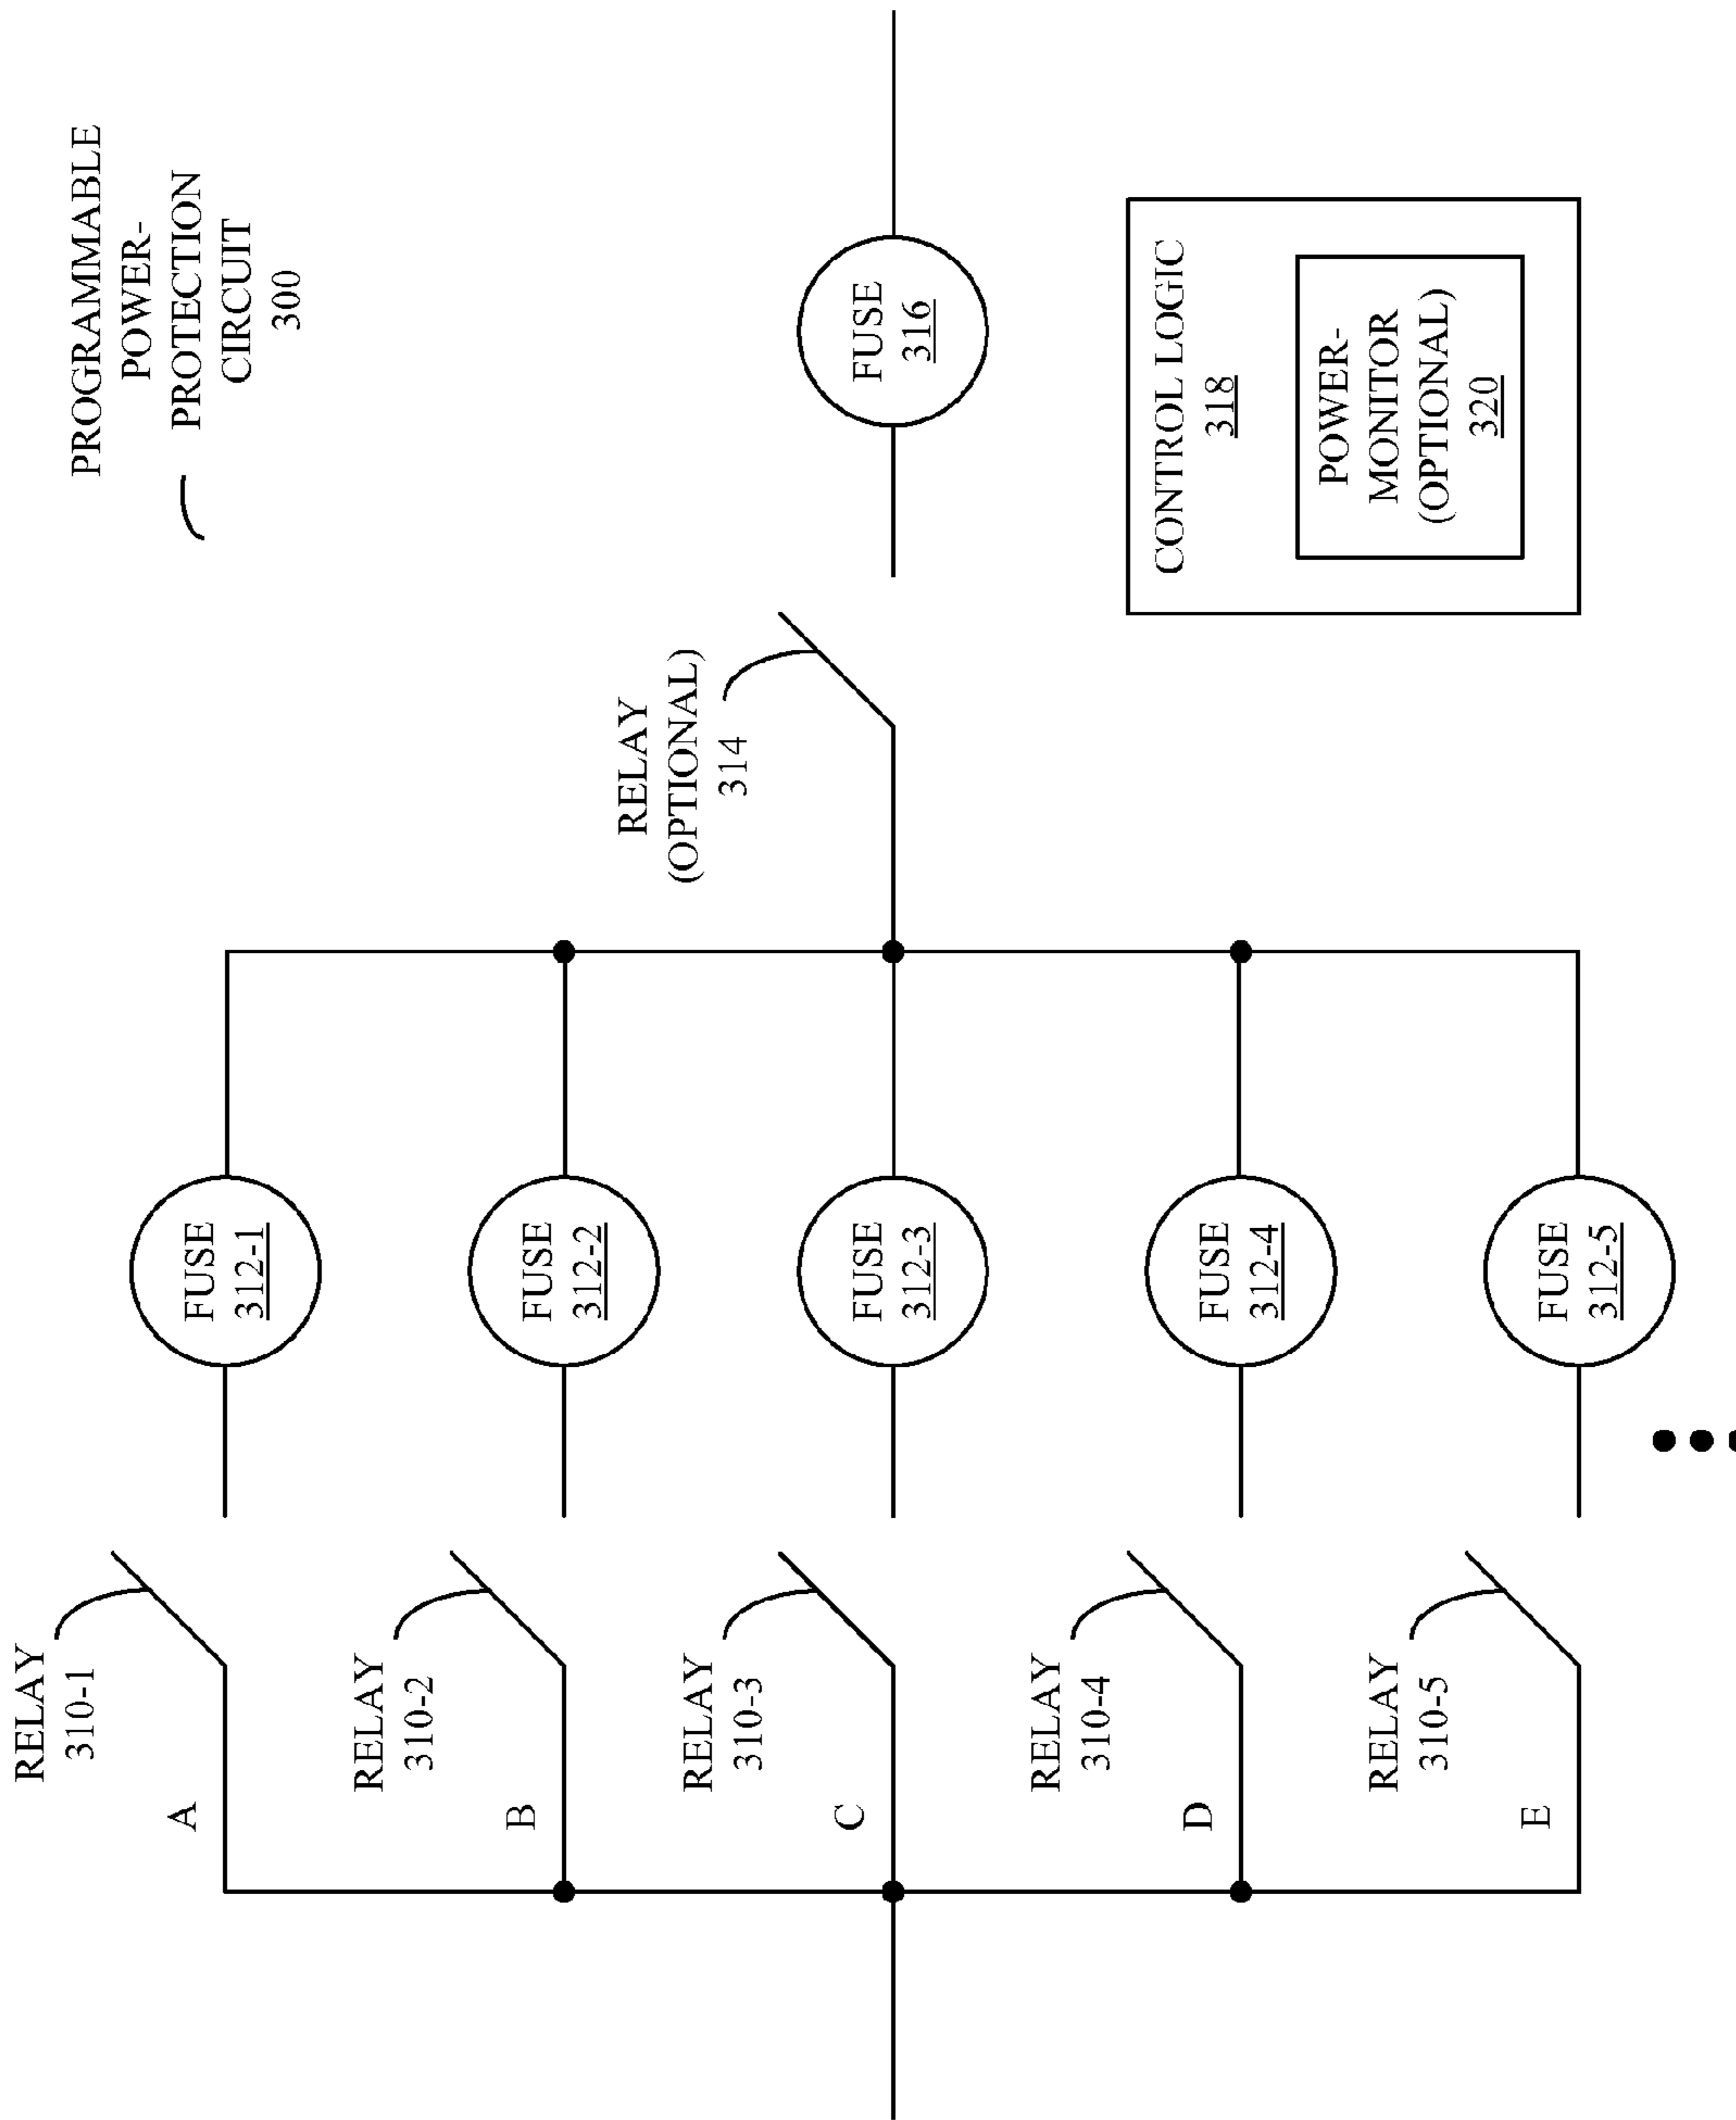 PROGRAMMABLE
POWER-
PROTECTION
CIRCUIT
300
RELAY
310-1
A
FUSE
312-1
RELAY
310-2
B
FUSE
312-2
RELAY
310-3
C
FUSE
312-3
RELAY
310-4
D
FUSE
312-4
RELAY
310-5
E
FUSE
312-5
RELAY
(OPTIONAL)
314
FUSE
316
CONTROL LOGIC
318
POWER-
MONITOR
(OPTIONAL)
320